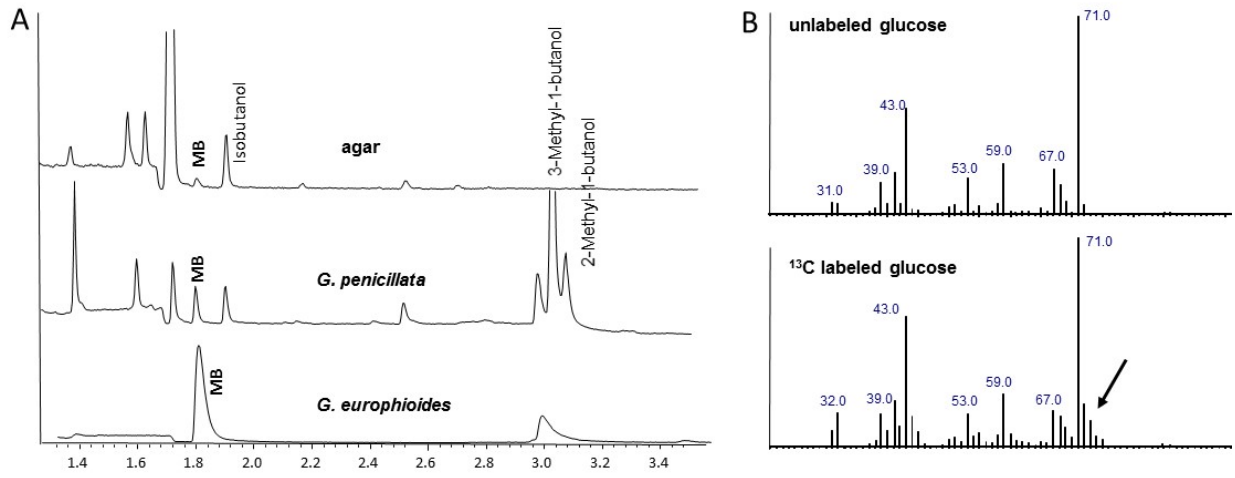 A
MB
Isobutanol
agar
3-Methyl-1-butanol
2-Methyl-1-butanol
MB
G. penicillata
MB
G. europhioides
1.4 1.6 1.8 2.0 2.2 2.4 2.6 2.8 3.0 3.2 3.4
B
unlabeled glucose
71.0
43.0
59.0
67.0
53.0
39.0
31.0
¹³C labeled glucose
71.0
43.0
59.0
32.0
39.0
53.0
67.0